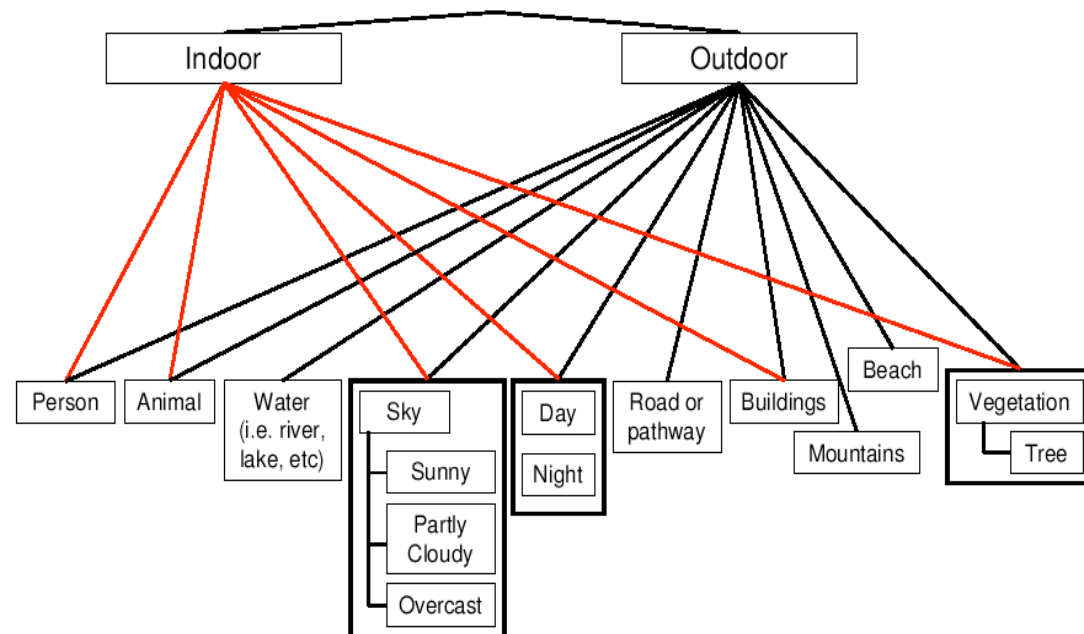 Indoor
Outdoor
Person
Animal
Water
(i.e. river,
lake, etc)
Sky
Sunny
Partly
Cloudy
Overcast
Day
Night
Road or
pathway
Buildings
Mountains
Beach
Vegetation
Tree